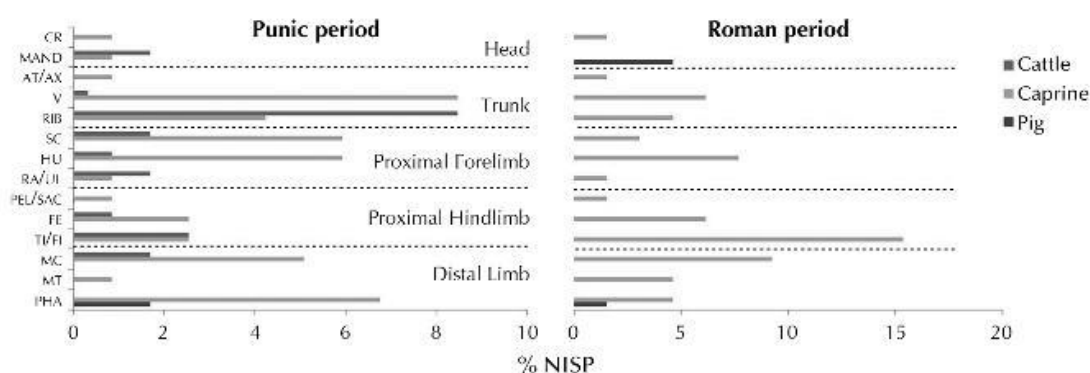 Punic period
Roman period
CR
MAND
AT/AX
V
RIB
SC
HU
RA/UL
PEL/SAC
FE
TI/FI
MC
MT
PHA
Head
Trunk
Proximal Forelimb
Proximal Hindlimb
Distal Limb
Cattle
Caprine
Pig
0 2 4 6 8 10
0 5 10 15 20
% NISP